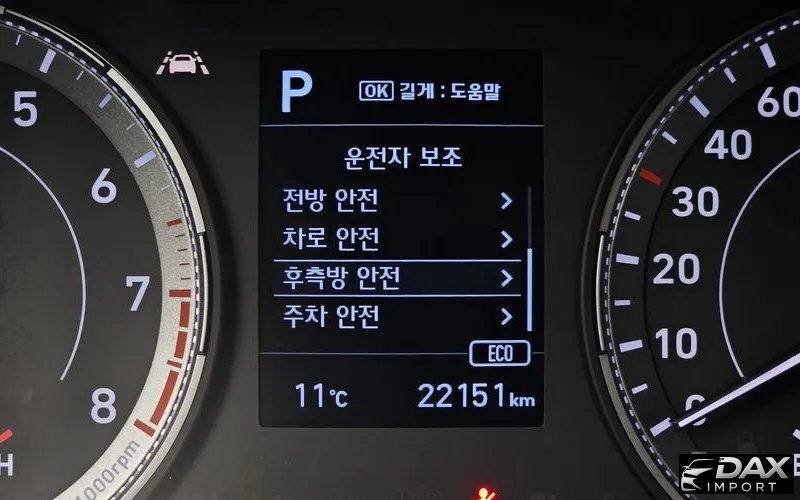 P
OK 길게 : 도움말
운전자 보조
전방 안전
차로 안전
후측방 안전
주차 안전
ECO
11℃
22151km
5
6
7
8
x1000rpm
H
60
40
30
20
10
0
E
DAX
IMPORT